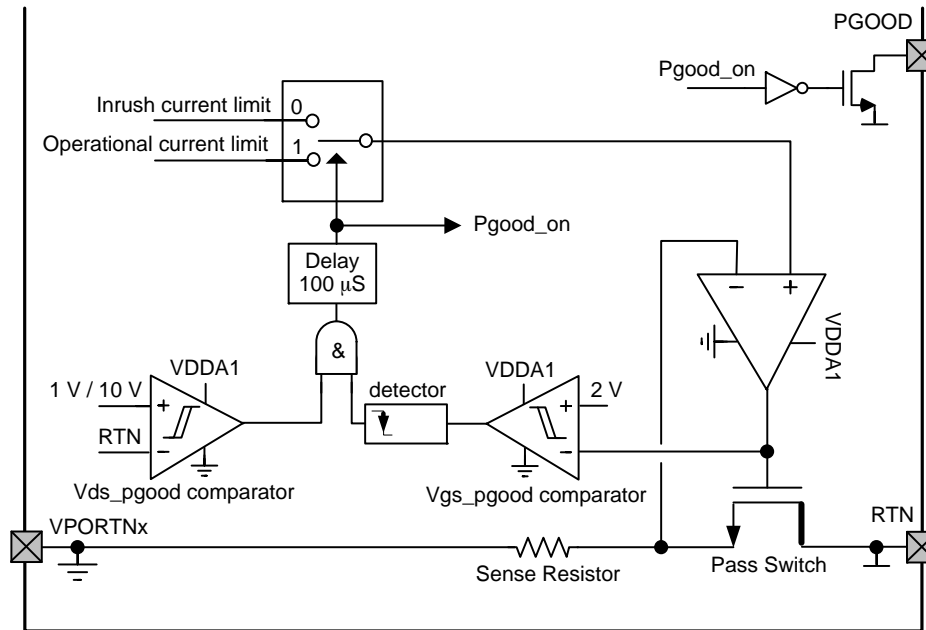 PGOOD
Pgood_on
Inrush current limit
0
Operational current limit
1
Pgood_on
Delay
100 μS
− +
VDDA1
&
VDDA1
1 V / 10 V
+
RTN
−
Vds_pgood comparator
detector
VDDA1
2 V
+
−
Vgs_pgood comparator
VPORTNx
RTN
Sense Resistor
Pass Switch